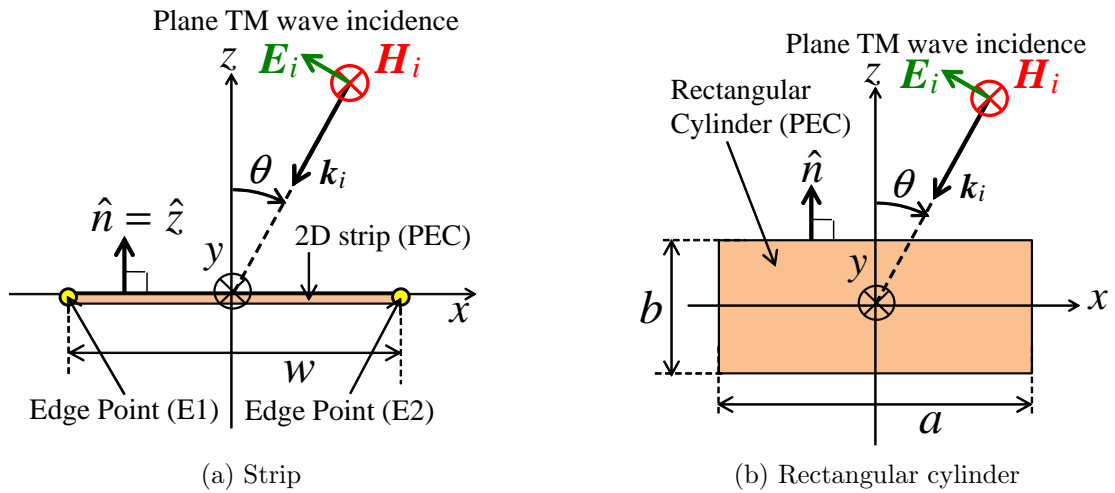 Plane TM wave incidence
z
E_i
H_i
θ
k_i
n̂ = ẑ
2D strip (PEC)
y
x
w
Edge Point (E1)
Edge Point (E2)
(a) Strip
Plane TM wave incidence
z
E_i
H_i
Rectangular
Cylinder (PEC)
n̂
θ
k_i
y
b
x
a
(b) Rectangular cylinder